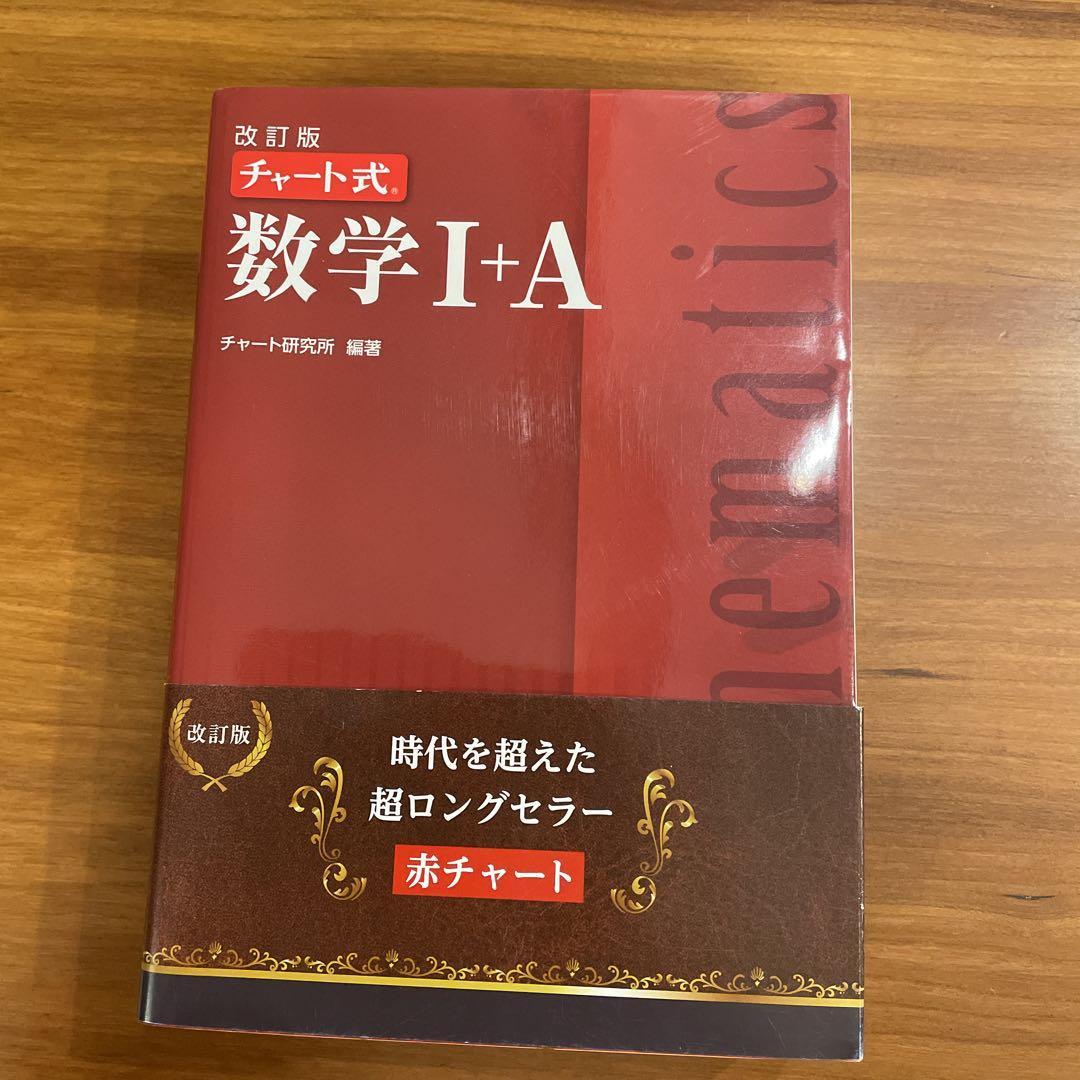 改訂版
チャート式®
数学I+A
チャート研究所 編著
hematics
改訂版
時代を超えた
超ロングセラー
赤チャート